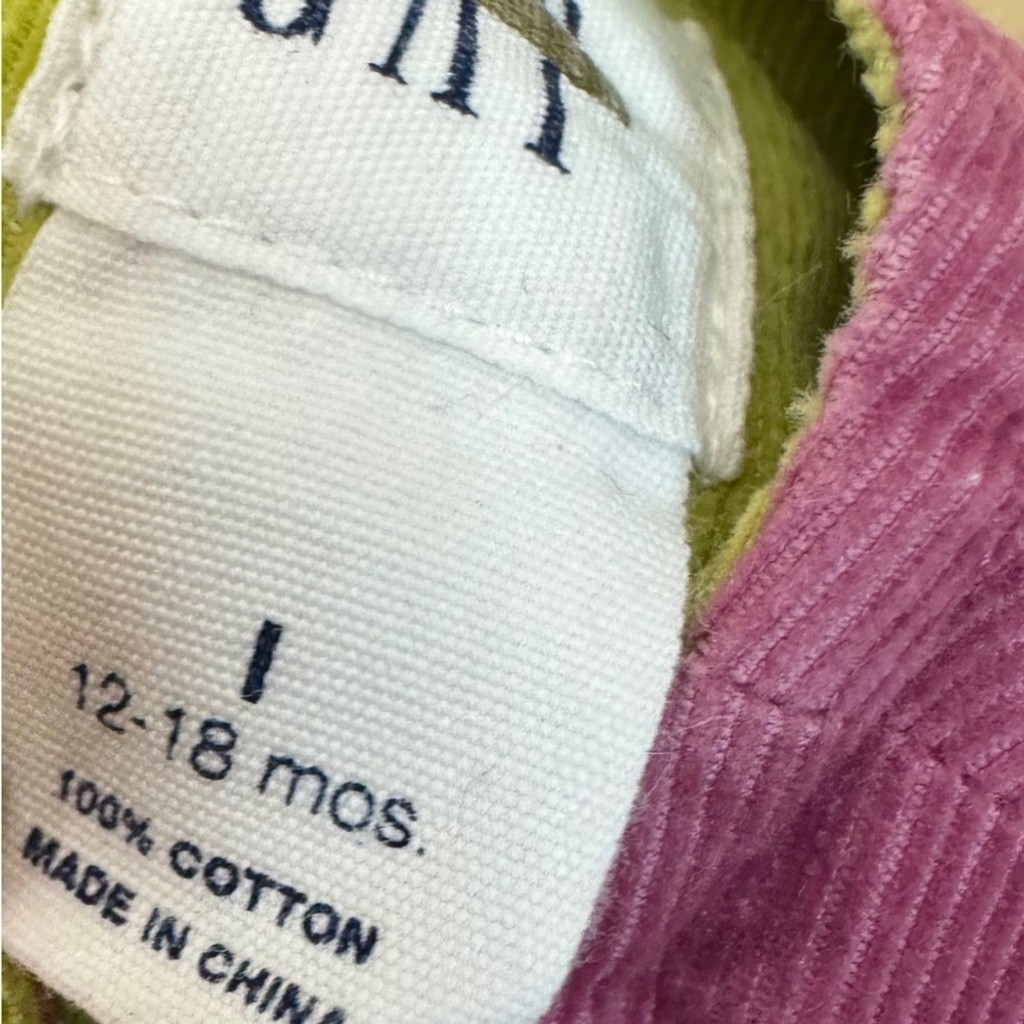 I
12-18 mos.
100% COTTON
MADE IN CHINA